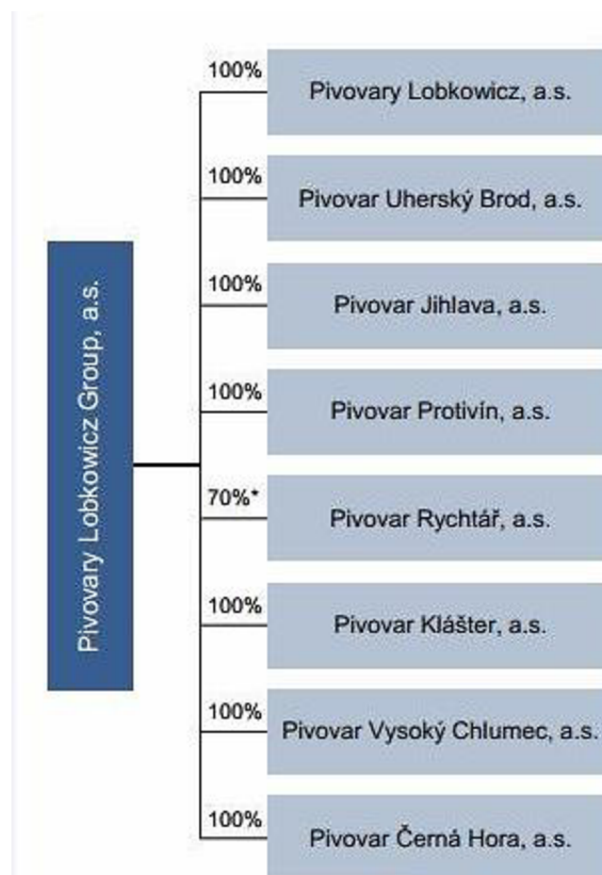 Pivovary Lobkowicz Group, a.s.
100%
Pivovary Lobkowicz, a.s.
100%
Pivovar Uherský Brod, a.s.
100%
Pivovar Jihlava, a.s.
100%
Pivovar Protivín, a.s.
70%*
Pivovar Rychtář, a.s.
100%
Pivovar Klášter, a.s.
100%
Pivovar Vysoký Chlumec, a.s.
100%
Pivovar Černá Hora, a.s.